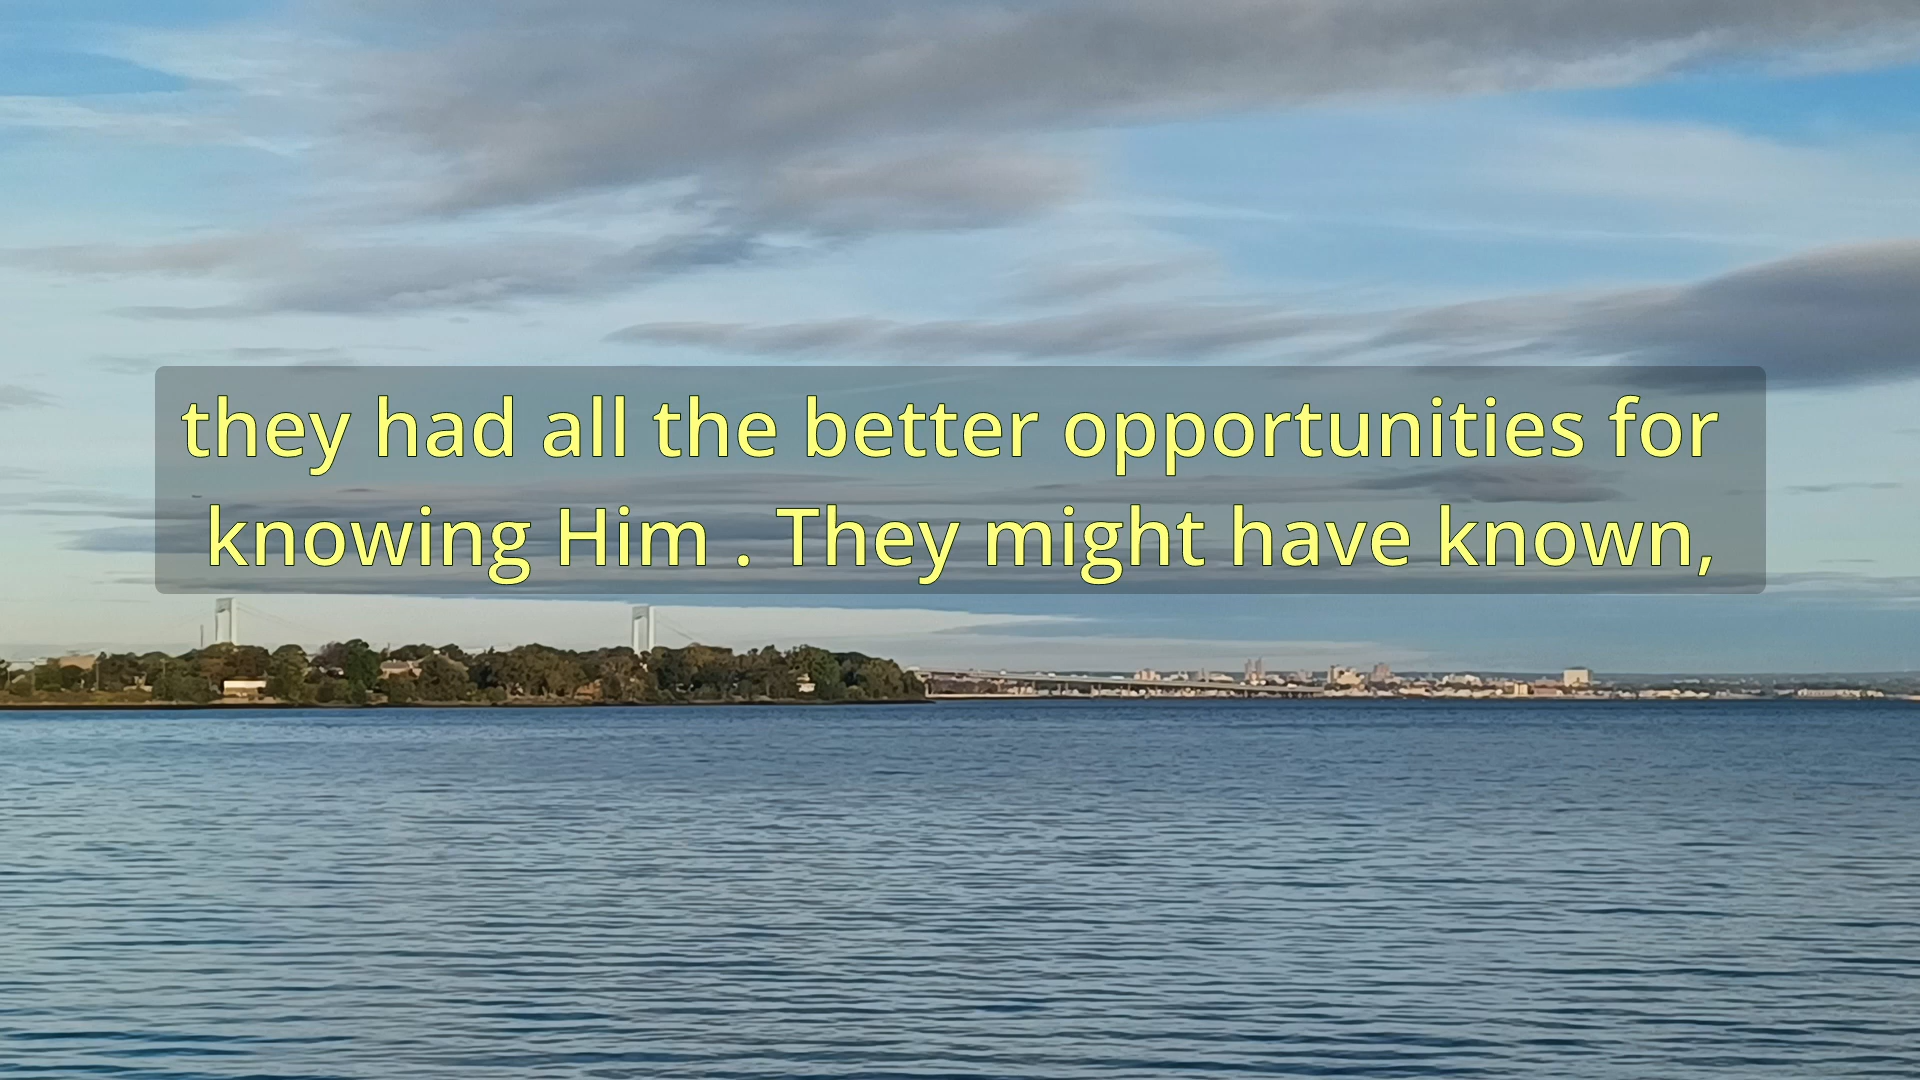 they had all the better opportunities for
knowing Him . They might have known,